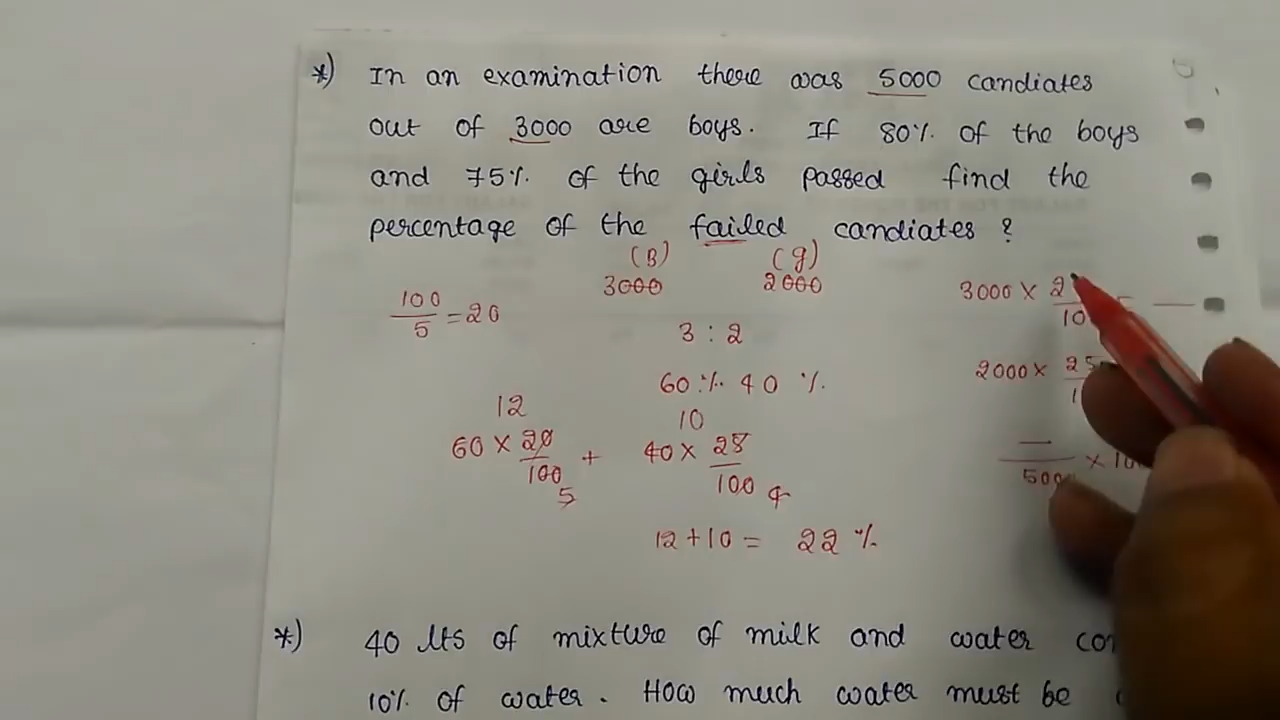 *) In an examination there was 5000 candiates
out of 3000 are boys. If 80% of the boys
and 75% of the girls passed find the
percentage of the failed candiates ?
(B) (g)
3000 2000
100/5 = 20
3 : 2
60 % : 40 %
12 10
60 × 20/100 + 40 × 25/100
5 4
12 + 10 = 22 %
3000 ×
2000 × 25
*) 40 lts of mixture of milk and water
10% of water. How much water must be